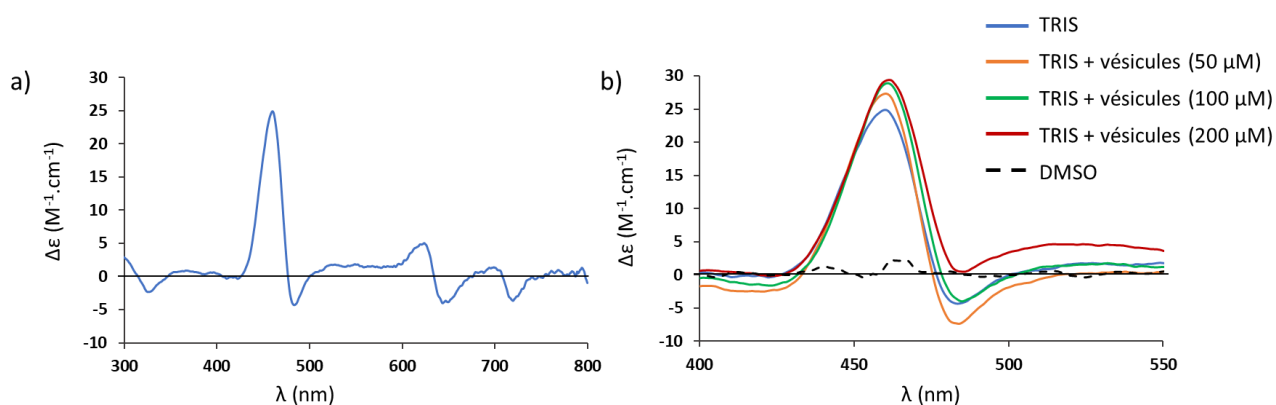 a)
30
25
20
15
10
5
0
-5
-10
300 400 500 600 700 800
Δε (M⁻¹.cm⁻¹)
λ (nm)
b)
30
25
20
15
10
5
0
-5
-10
400 450 500 550
Δε (M⁻¹.cm⁻¹)
λ (nm)
TRIS
TRIS + vésicules (50 μM)
TRIS + vésicules (100 μM)
TRIS + vésicules (200 μM)
DMSO